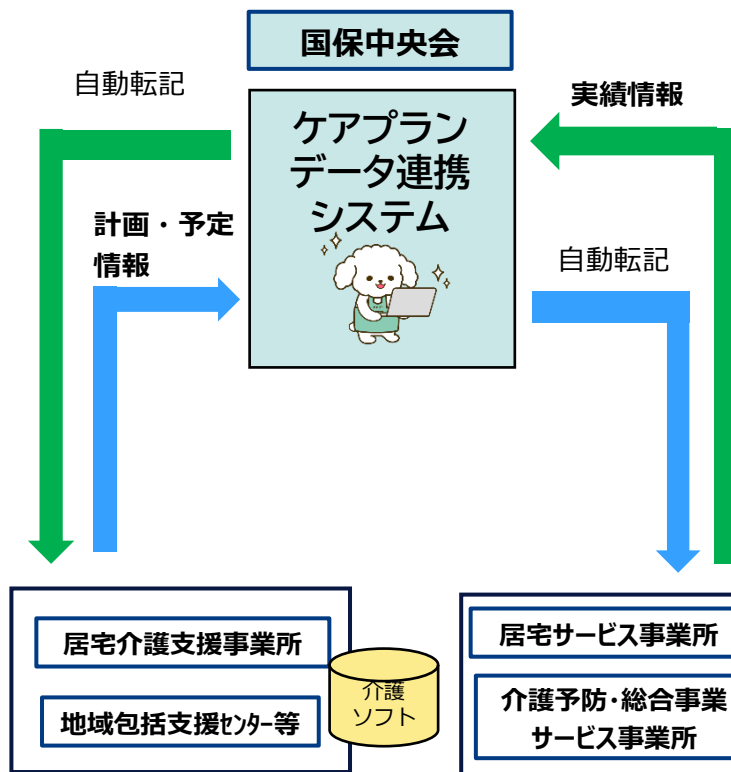 国保中央会
自動転記
実績情報
ケアプラン
データ連携
システム
計画・予定
情報
自動転記
居宅介護支援事業所
地域包括支援ｾﾝﾀｰ等
介護
ソフト
居宅サービス事業所
介護予防・総合事業
サービス事業所